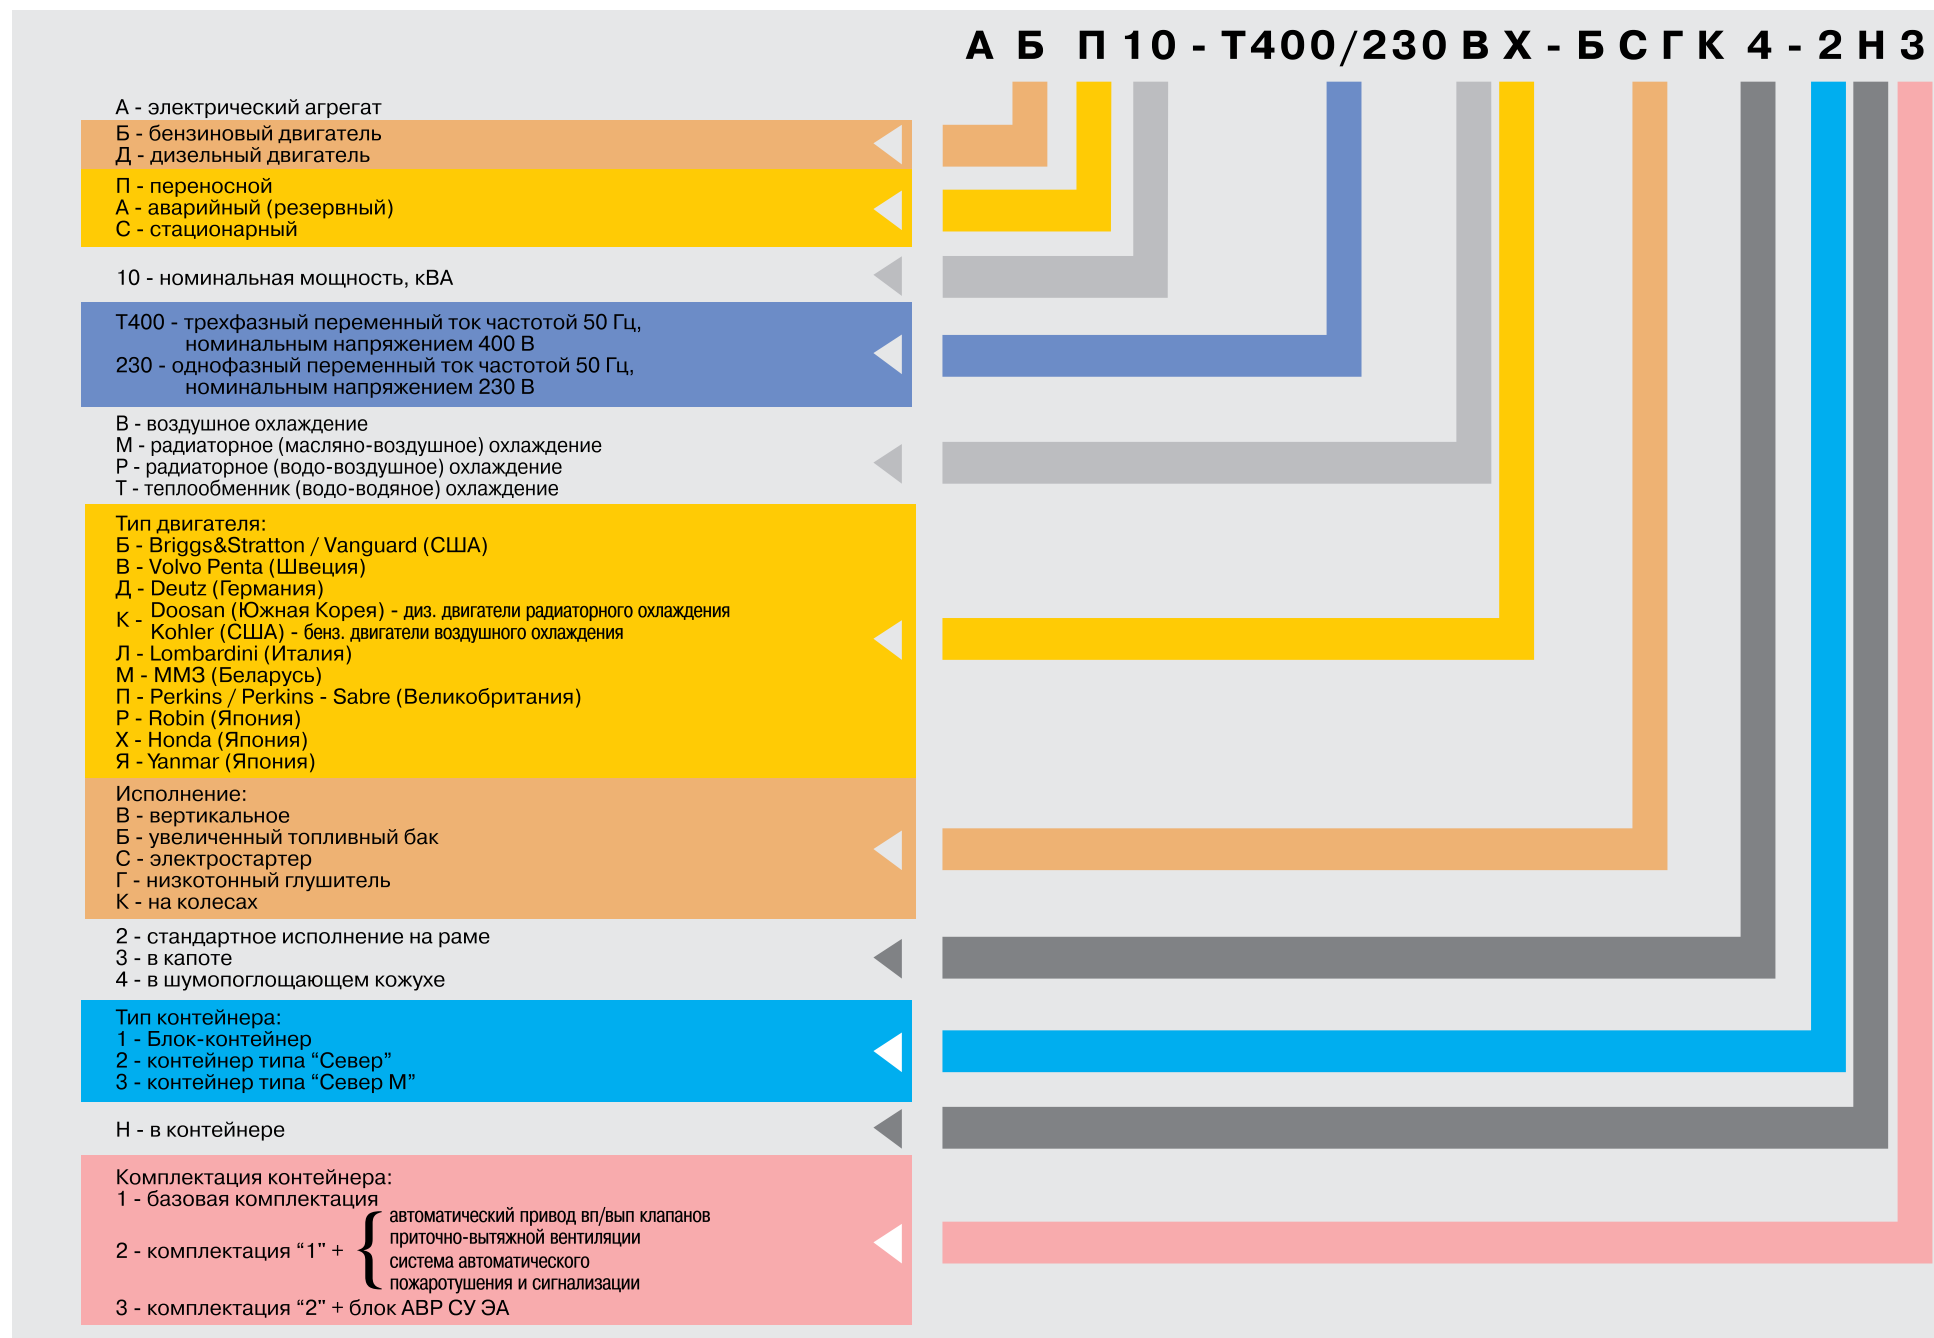 А Б П 10 - Т400/230 В Х - Б С Г К 4 - 2 Н 3
А - электрический агрегат
Б - бензиновый двигатель
Д - дизельный двигатель
П - переносной
А - аварийный (резервный)
С - стационарный
10 - номинальная мощность, кВА
Т400 - трехфазный переменный ток частотой 50 Гц,
номинальным напряжением 400 В
230 - однофазный переменный ток частотой 50 Гц,
номинальным напряжением 230 В
В - воздушное охлаждение
М - радиаторное (масляно-воздушное) охлаждение
Р - радиаторное (водо-воздушное) охлаждение
Т - теплообменник (водо-водяное) охлаждение
Тип двигателя:
Б - Briggs&Stratton / Vanguard (США)
В - Volvo Penta (Швеция)
Д - Deutz (Германия)
К - Doosan (Южная Корея) - диз. двигатели радиаторного охлаждения
Kohler (США) - бенз. двигатели воздушного охлаждения
Л - Lombardini (Италия)
М - ММЗ (Беларусь)
П - Perkins / Perkins - Sabre (Великобритания)
Р - Robin (Япония)
Х - Honda (Япония)
Я - Yanmar (Япония)
Исполнение:
В - вертикальное
Б - увеличенный топливный бак
С - электростартер
Г - низкотонный глушитель
К - на колесах
2 - стандартное исполнение на раме
3 - в капоте
4 - в шумопоглощающем кожухе
Тип контейнера:
1 - Блок-контейнер
2 - контейнер типа “Север”
3 - контейнер типа “Север М”
Н - в контейнере
Комплектация контейнера:
1 - базовая комплектация
автоматический привод вп/вып клапанов
приточно-вытяжной вентиляции
2 - комплектация “1" + {
система автоматического
пожаротушения и сигнализации
3 - комплектация “2" + блок АВР СУ ЭА